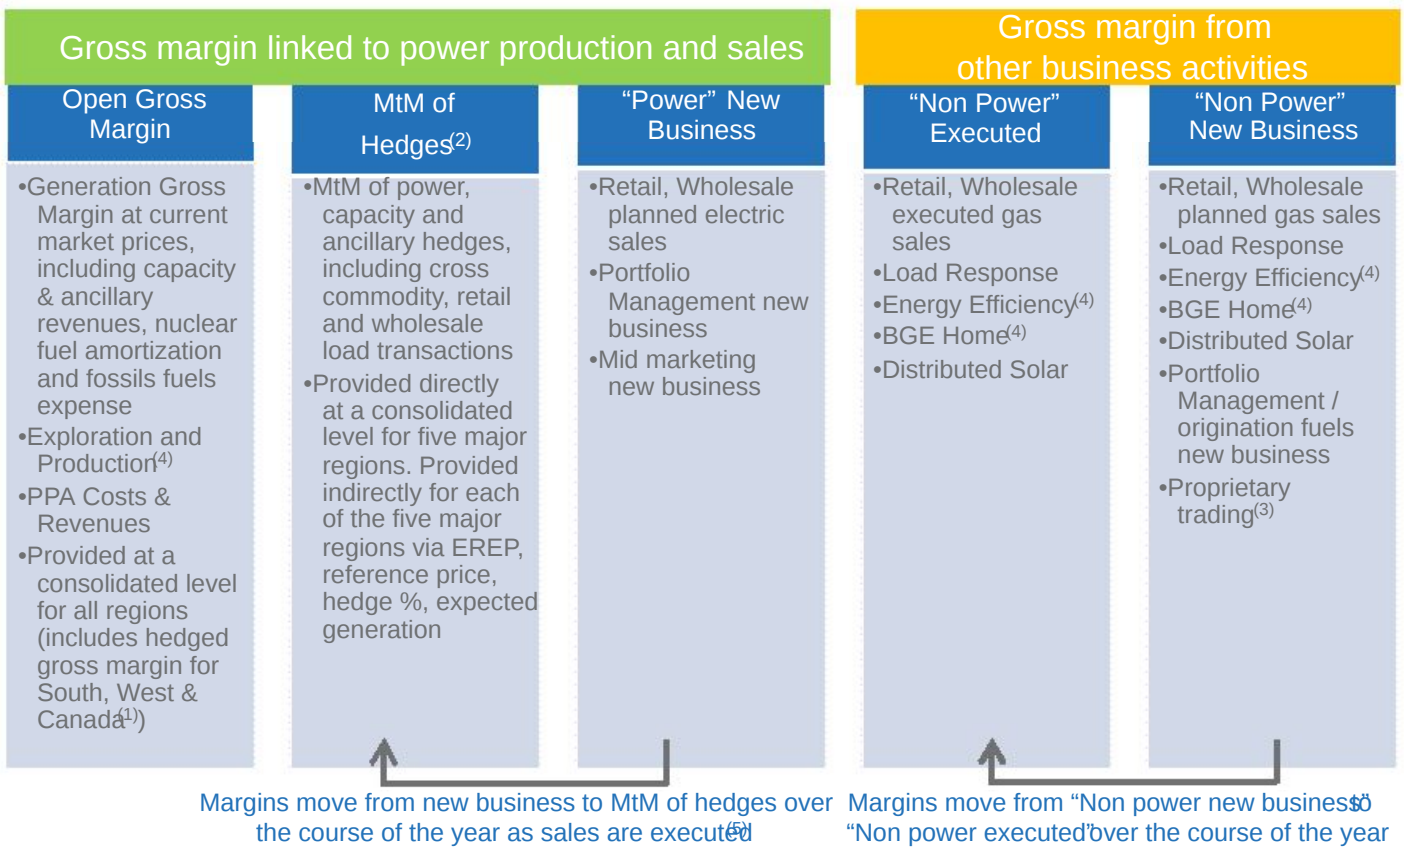 Gross margin linked to power production and sales
Gross margin from
other business activities
Open Gross
Margin
•Generation Gross
Margin at current
market prices,
including capacity
& ancillary
revenues, nuclear
fuel amortization
and fossils fuels
expense
•Exploration and
Production(4)
•PPA Costs &
Revenues
•Provided at a
consolidated level
for all regions
(includes hedged
gross margin for
South, West &
Canada(1))
MtM of
Hedges(2)
•MtM of power,
capacity and
ancillary hedges,
including cross
commodity, retail
and wholesale
load transactions
•Provided directly
at a consolidated
level for five major
regions. Provided
indirectly for each
of the five major
regions via EREP,
reference price,
hedge %, expected
generation
“Power” New
Business
•Retail, Wholesale
planned electric
sales
•Portfolio
Management new
business
•Mid marketing
new business
“Non Power”
Executed
•Retail, Wholesale
executed gas
sales
•Load Response
•Energy Efficiency(4)
•BGE Home(4)
•Distributed Solar
“Non Power”
New Business
•Retail, Wholesale
planned gas sales
•Load Response
•Energy Efficiency(4)
•BGE Home(4)
•Distributed Solar
•Portfolio
Management /
origination fuels
new business
•Proprietary
trading(3)
Margins move from new business to MtM of hedges over
the course of the year as sales are executed(5)
Margins move from “Non power new business” to
“Non power executed” over the course of the year